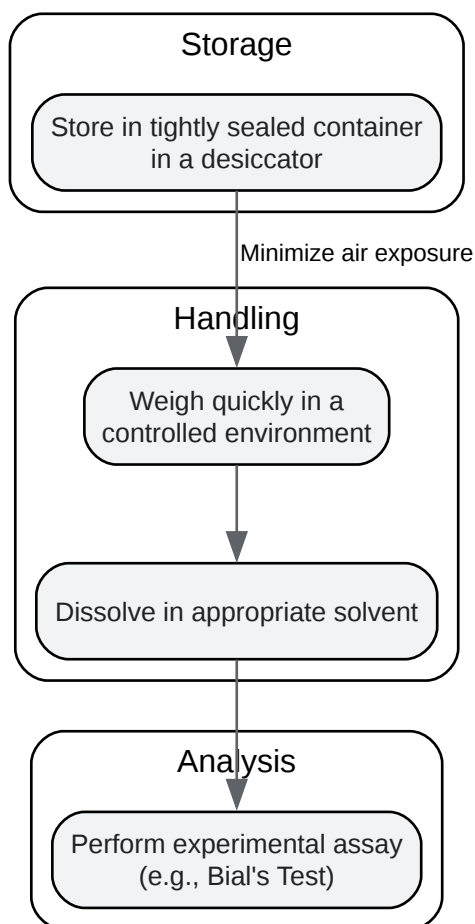 Storage
Store in tightly sealed container
in a desiccator
Minimize air exposure
Handling
Weigh quickly in a
controlled environment
Dissolve in appropriate solvent
Analysis
Perform experimental assay
(e.g., Bial's Test)